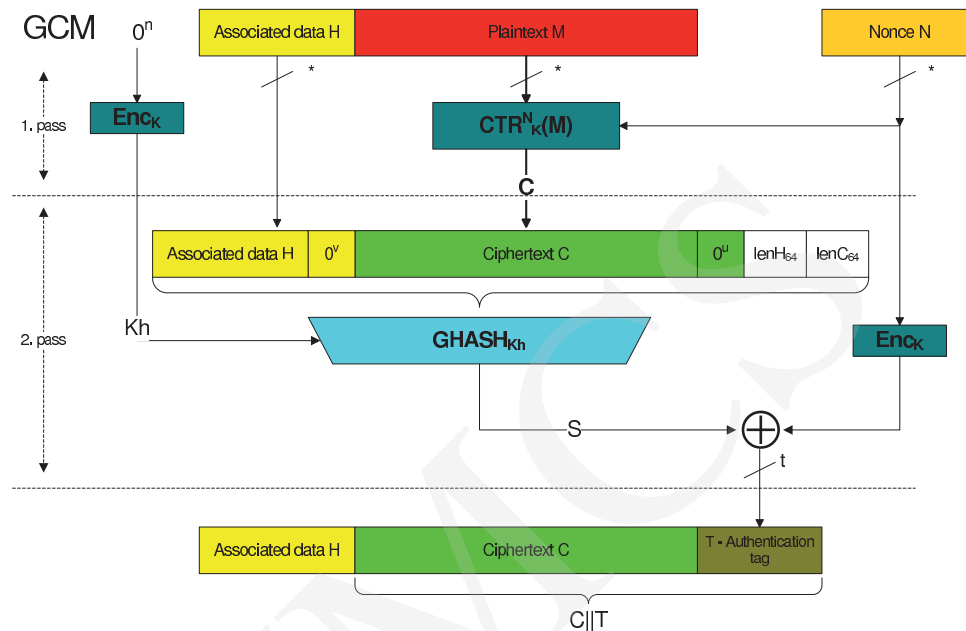 GCM
0ⁿ
Associated data H
Plaintext M
Nonce N
*
*
*
1. pass
Enc_K
CTR^N_K(M)
C
Associated data H
0^v
Ciphertext C
0^u
lenH₆₄
lenC₆₄
Kh
2. pass
GHASH_Kh
Enc_K
S
t
Associated data H
Ciphertext C
T - Authentication
tag
C||T